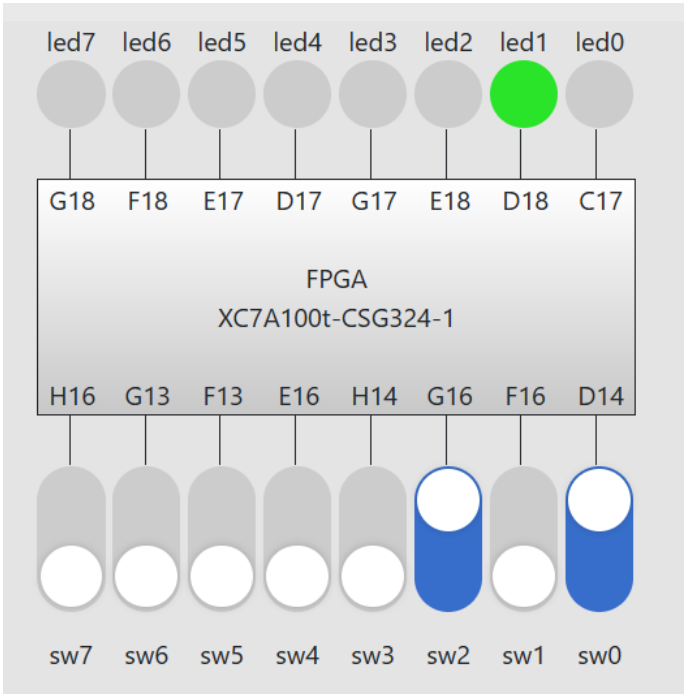 led7 led6 led5 led4 led3 led2 led1 led0
G18 F18 E17 D17 G17 E18 D18 C17
FPGA
XC7A100t-CSG324-1
H16 G13 F13 E16 H14 G16 F16 D14
sw7 sw6 sw5 sw4 sw3 sw2 sw1 sw0